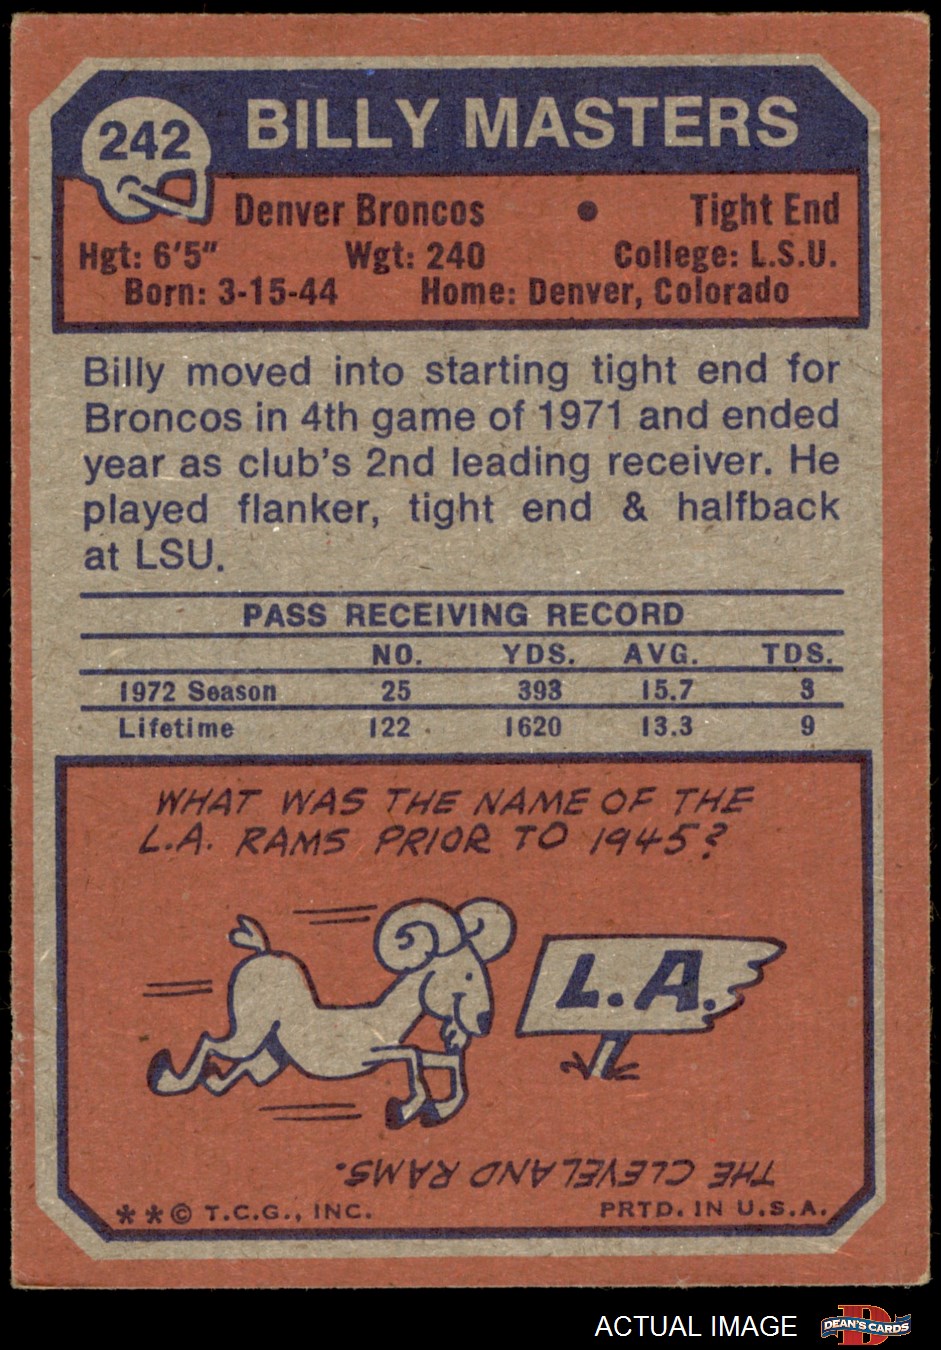 242
BILLY MASTERS
Denver Broncos • Tight End
Hgt: 6'5" Wgt: 240 College: L.S.U.
Born: 3-15-44 Home: Denver, Colorado
Billy moved into starting tight end for
Broncos in 4th game of 1971 and ended
year as club's 2nd leading receiver. He
played flanker, tight end & halfback
at LSU.
PASS RECEIVING RECORD
NO. YDS. AVG. TDS.
1972 Season 25 393 15.7 3
Lifetime 122 1620 13.3 9
WHAT WAS THE NAME OF THE
L.A. RAMS PRIOR TO 1945?
L.A.
THE CLEVELAND RAMS.
**© T.C.G., INC. PRTD. IN U.S.A.
ACTUAL IMAGE
DEAN'S CARDS